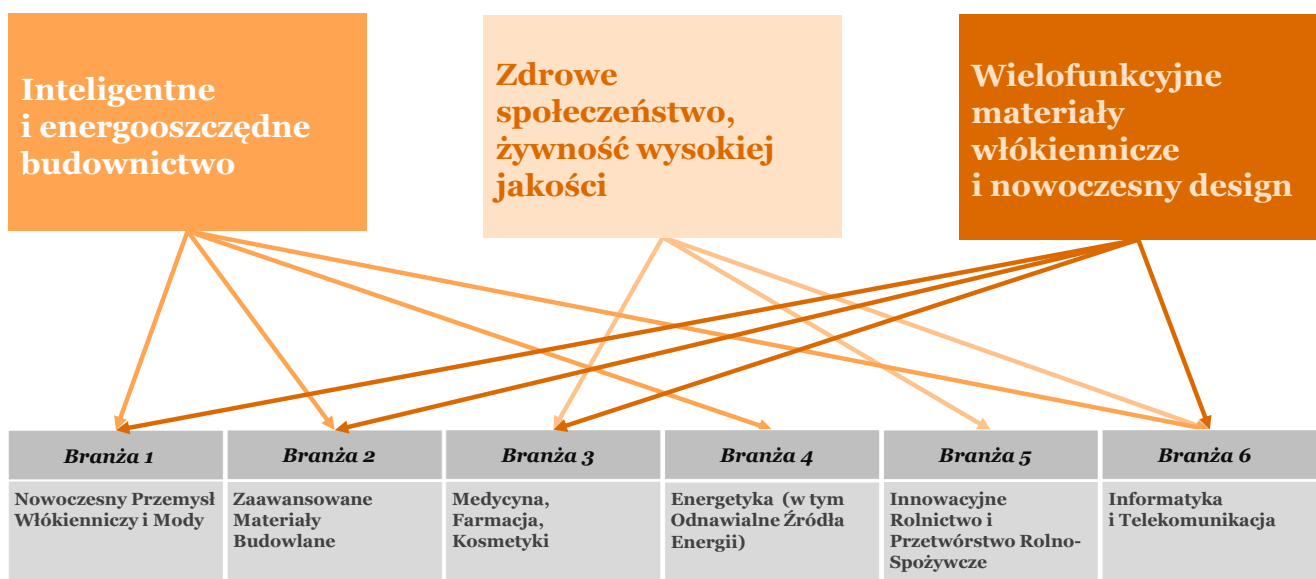 Inteligentne
i energooszczędne
budownictwo
Zdrowe
społeczeństwo,
żywność wysokiej
jakości
Wielofunkcyjne
materiały
włókiennicze
i nowoczesny design
Branża 1
Branża 2
Branża 3
Branża 4
Branża 5
Branża 6
Nowoczesny Przemysł
Włókienniczy i Mody
Zaawansowane
Materiały
Budowlane
Medycyna,
Farmacja,
Kosmetyki
Energetyka (w tym
Odnawialne Źródła
Energii)
Innowacyjne
Rolnictwo i
Przetwórstwo Rolno-
Spożywcze
Informatyka
i Telekomunikacja